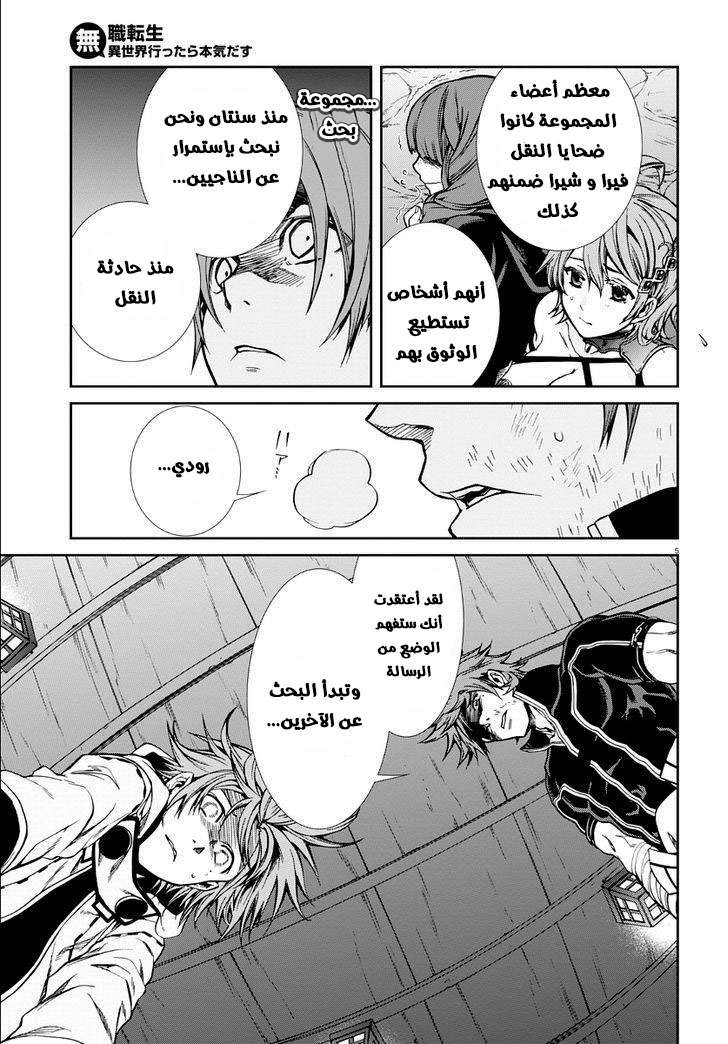 無職転生
異世界行ったら本気だす
معظم أعضاء
المجموعة كانوا
ضحايا النقل
فيرا و شيرا ضمنهم
كذلك
أنهم أشخاص
تستطيع
الوثوق بهم
...مجموعة
بحث
منذ سنتان ونحن
نبحث بإستمرار
عن الناجيين...
منذ حادثة
النقل
رودي...
5
لقد أعتقدت
أنك ستفهم
الوضع من
الرسالة
وتبدأ البحث
عن الآخرين...